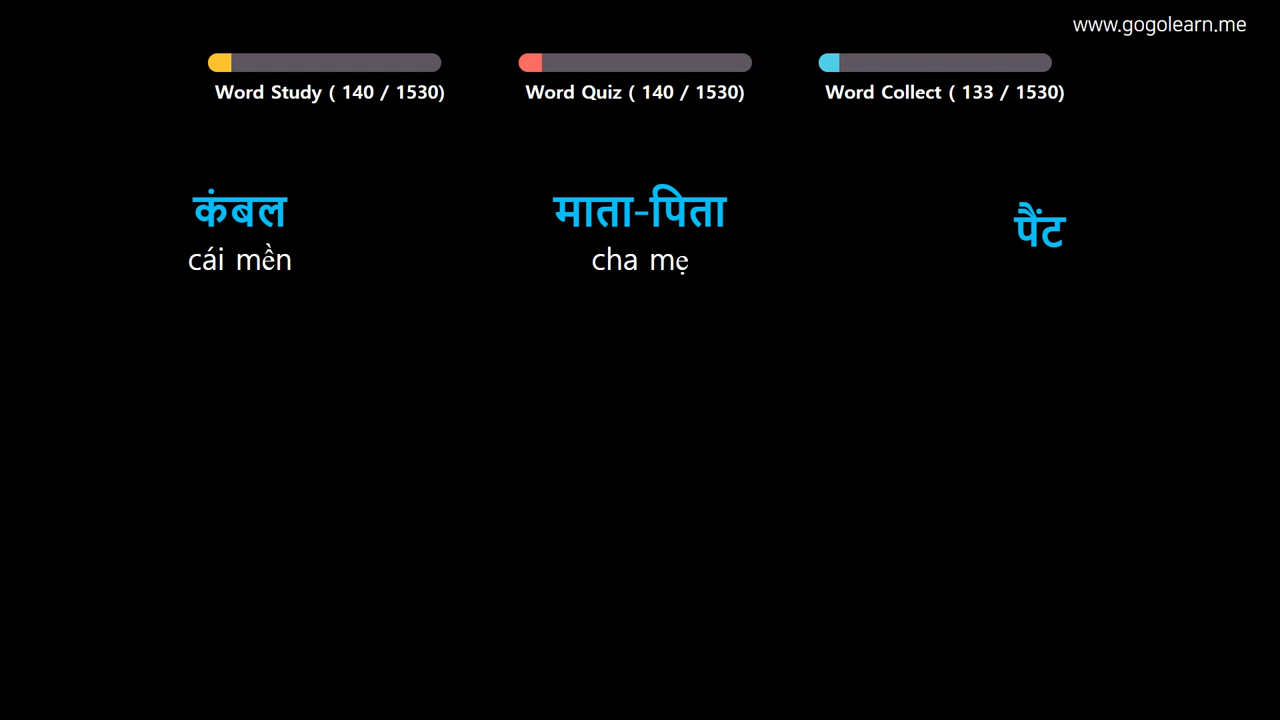 www.gogolearn.me
Word Study ( 140 / 1530)
Word Quiz ( 140 / 1530)
Word Collect ( 133 / 1530)
कंबल
cái mền
माता-पिता
cha mẹ
पैंट